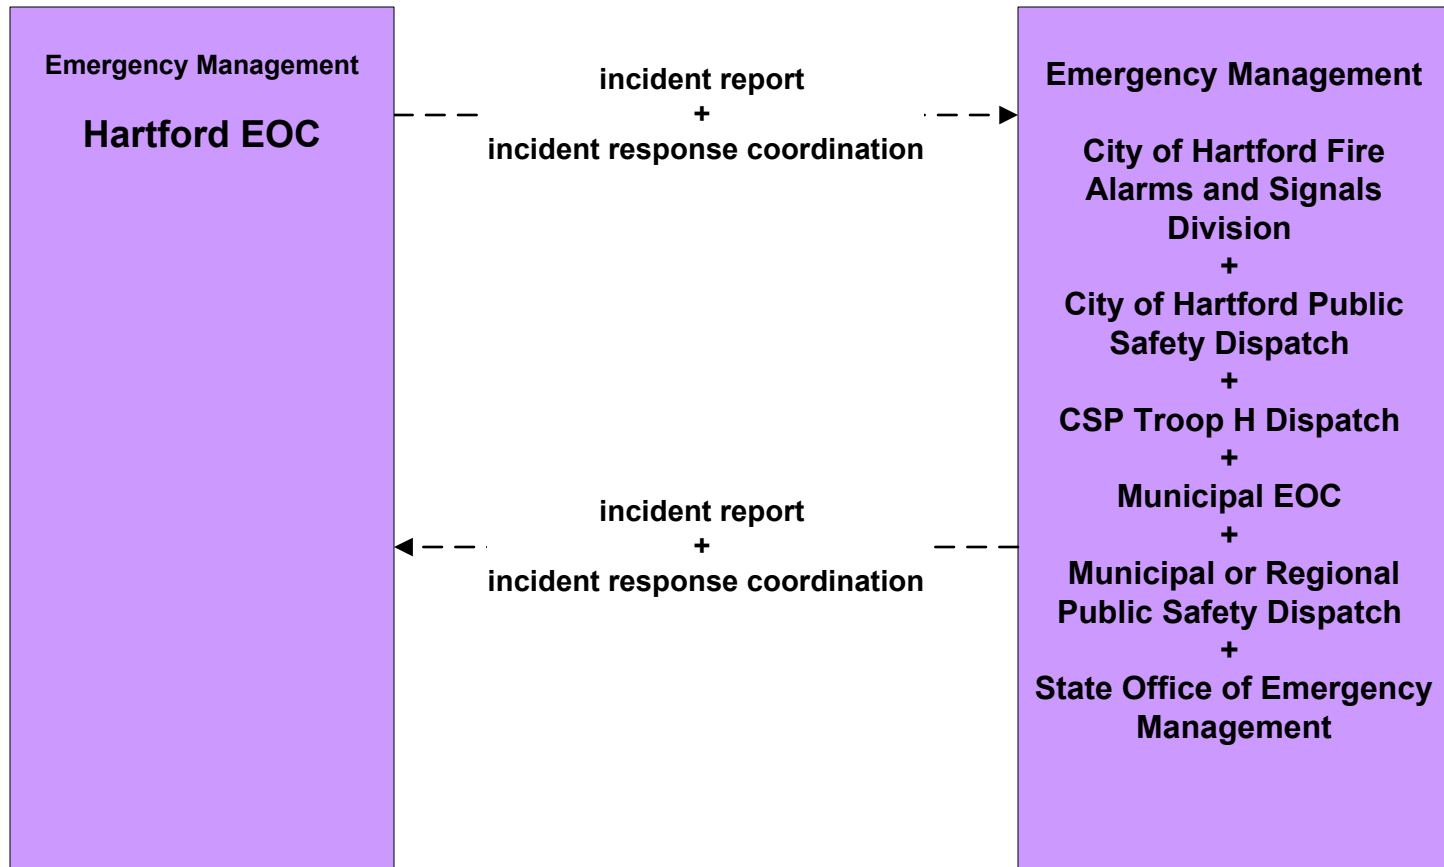 Emergency Management
Hartford EOC
incident report
+
incident response coordination
incident report
+
incident response coordination
Emergency Management
City of Hartford Fire
Alarms and Signals
Division
+
City of Hartford Public
Safety Dispatch
+
CSP Troop H Dispatch
+
Municipal EOC
+
Municipal or Regional
Public Safety Dispatch
+
State Office of Emergency
Management